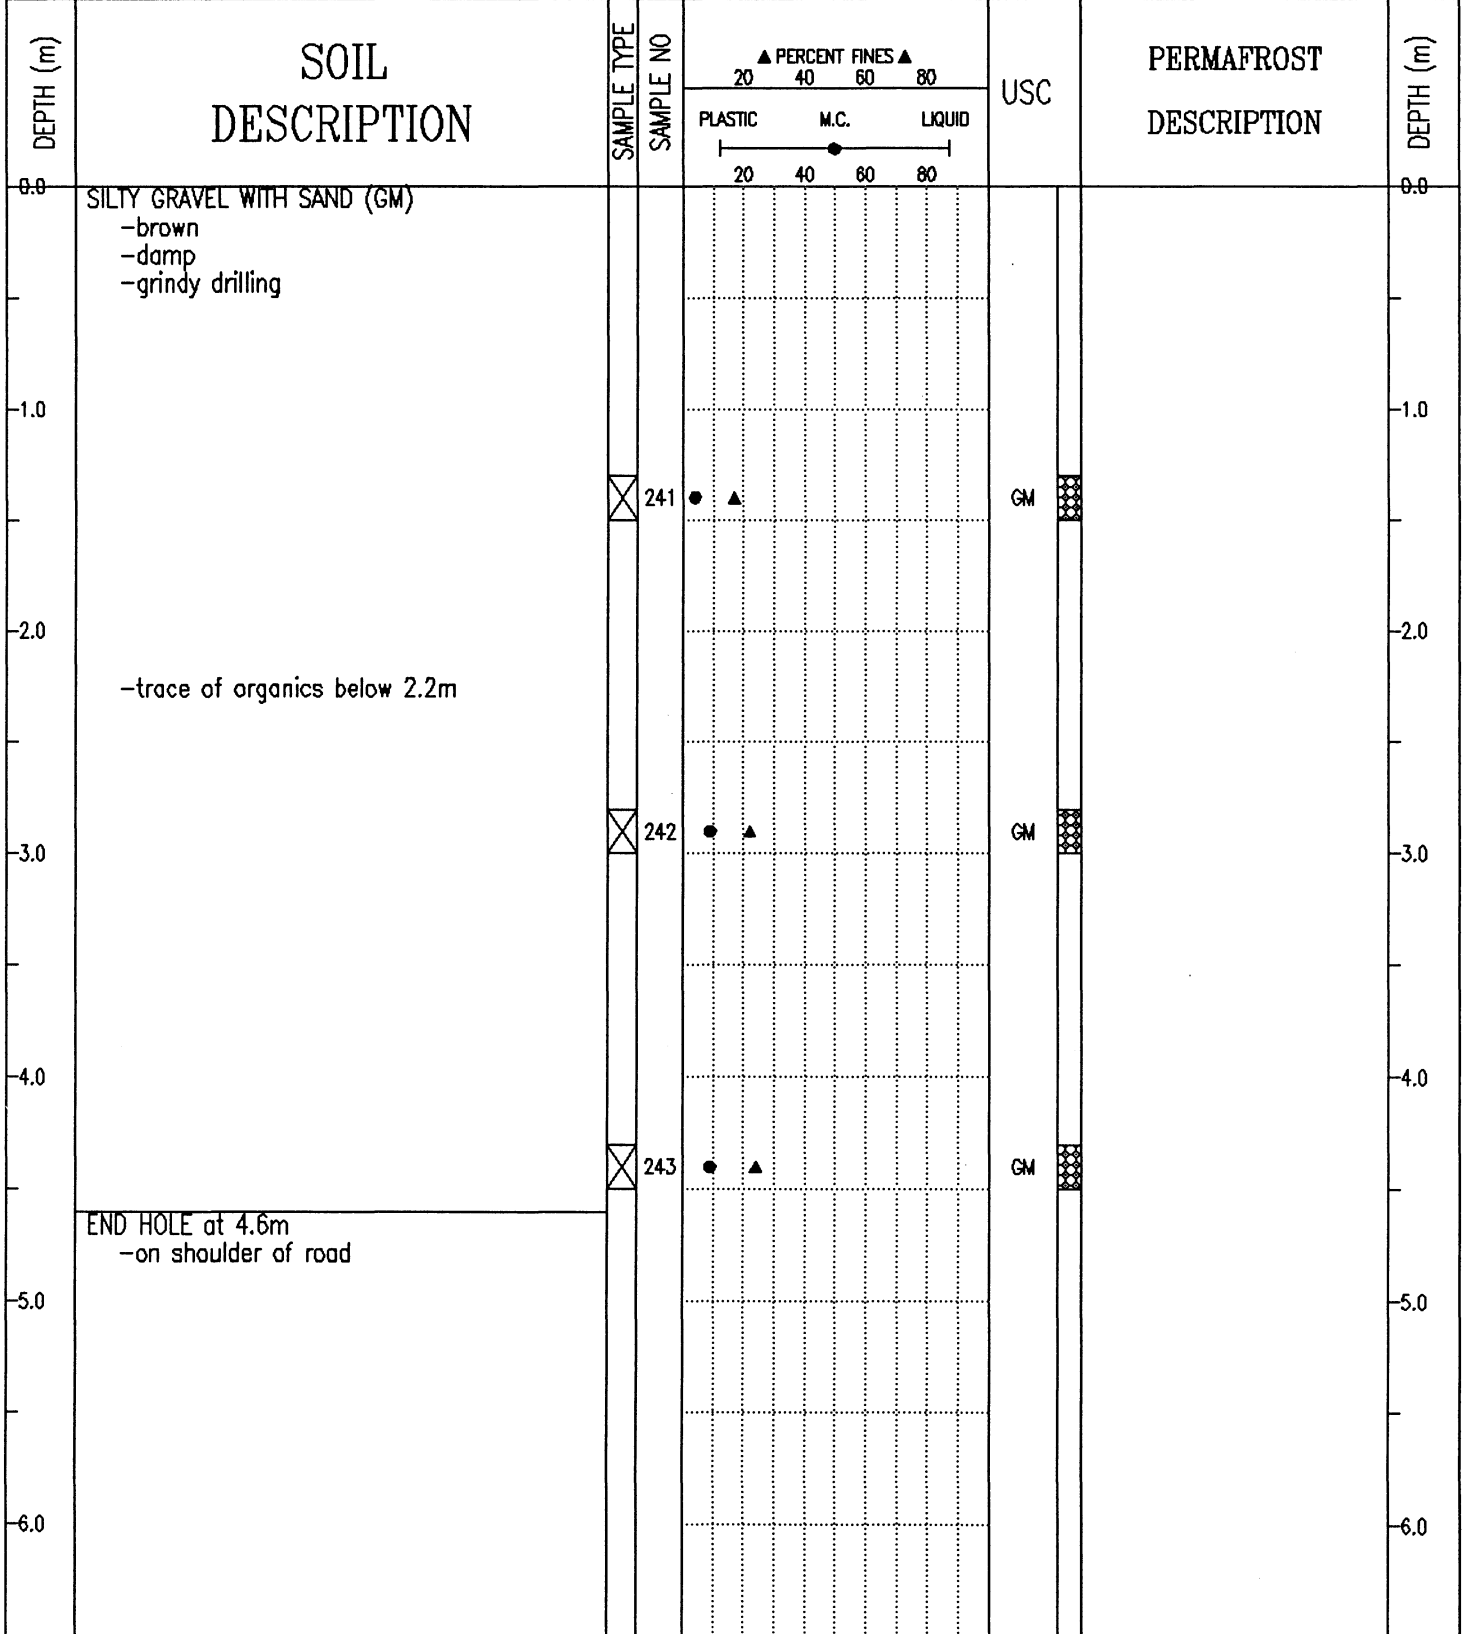 DEPTH (m)
SOIL
DESCRIPTION
SAMPLE TYPE
SAMPLE NO
▲ PERCENT FINES ▲
20 40 60 80
PLASTIC M.C. LIQUID
20 40 60 80
USC
PERMAFROST
DESCRIPTION
DEPTH (m)
0.0 0.0
SILTY GRAVEL WITH SAND (GM)
-brown
-damp
-grindy drilling
1.0 1.0
241 GM
2.0 2.0
-trace of organics below 2.2m
242 GM
3.0 3.0
4.0 4.0
243 GM
END HOLE at 4.6m
-on shoulder of road
5.0 5.0
6.0 6.0